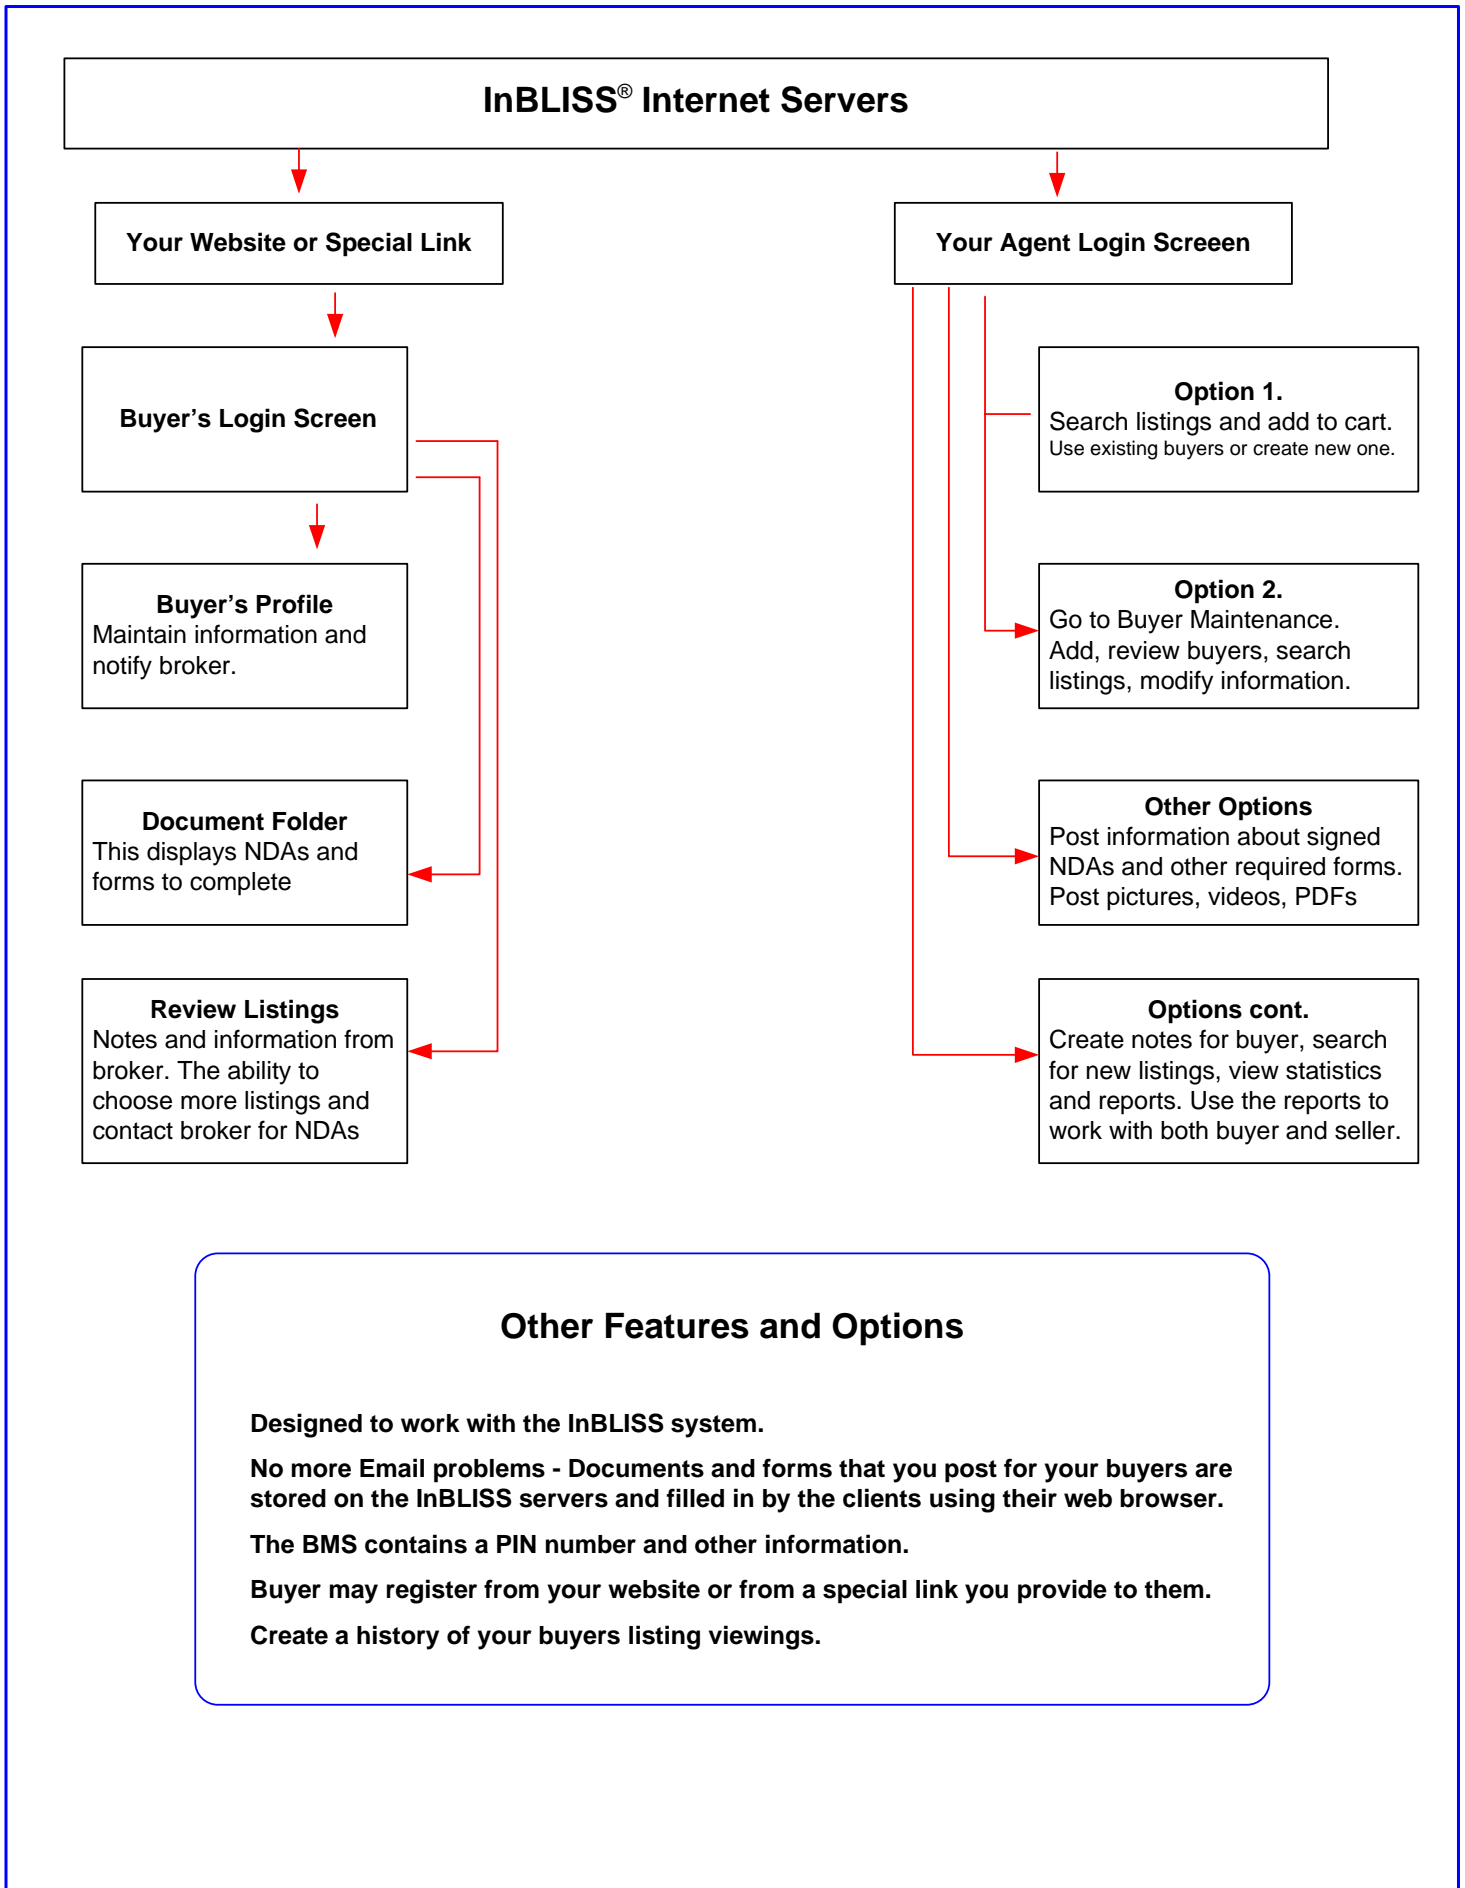 InBLISS® Internet Servers
Your Website or Special Link
Your Agent Login Screeen
Buyer’s Login Screen
Option 1.
Search listings and add to cart.
Use existing buyers or create new one.
Buyer’s Profile
Maintain information and
notify broker.
Option 2.
Go to Buyer Maintenance.
Add, review buyers, search
listings, modify information.
Document Folder
This displays NDAs and
forms to complete
Other Options
Post information about signed
NDAs and other required forms.
Post pictures, videos, PDFs
Review Listings
Notes and information from
broker. The ability to
choose more listings and
contact broker for NDAs
Options cont.
Create notes for buyer, search
for new listings, view statistics
and reports. Use the reports to
work with both buyer and seller.
Other Features and Options
Designed to work with the InBLISS system.
No more Email problems - Documents and forms that you post for your buyers are
stored on the InBLISS servers and filled in by the clients using their web browser.
The BMS contains a PIN number and other information.
Buyer may register from your website or from a special link you provide to them.
Create a history of your buyers listing viewings.